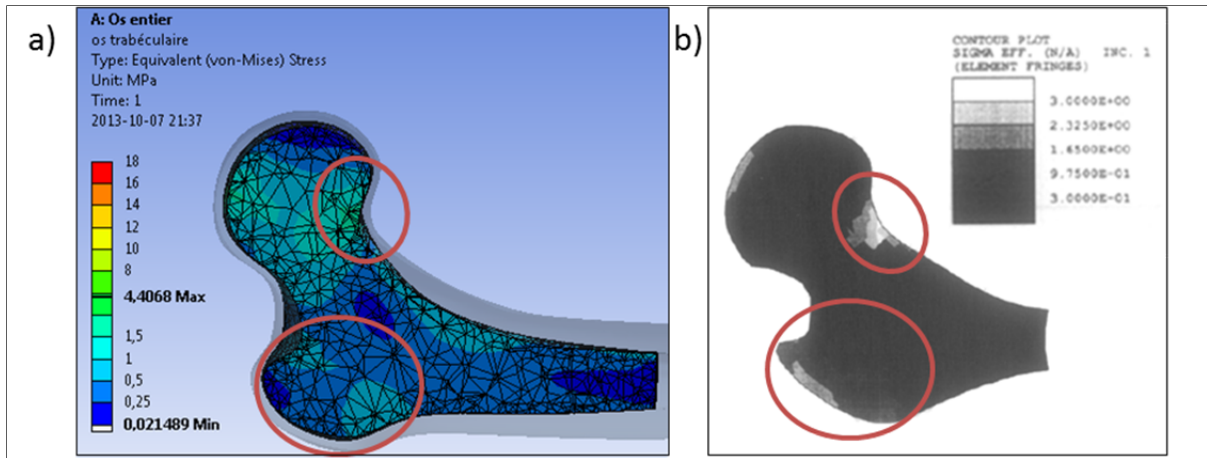 a)
A: Os entier
os trabéculaire
Type: Equivalent (von-Mises) Stress
Unit: MPa
Time: 1
2013-10-07 21:37
18
16
14
12
10
8
4,4068 Max
1,5
1
0,5
0,25
0,021489 Min
b)
CONTOUR PLOT
SIGMA EFF. (N/A) INC. 1
(ELEMENT FRINGES)
3.0000E+00
2.3250E+00
1.6500E+00
9.7500E-01
3.0000E-01